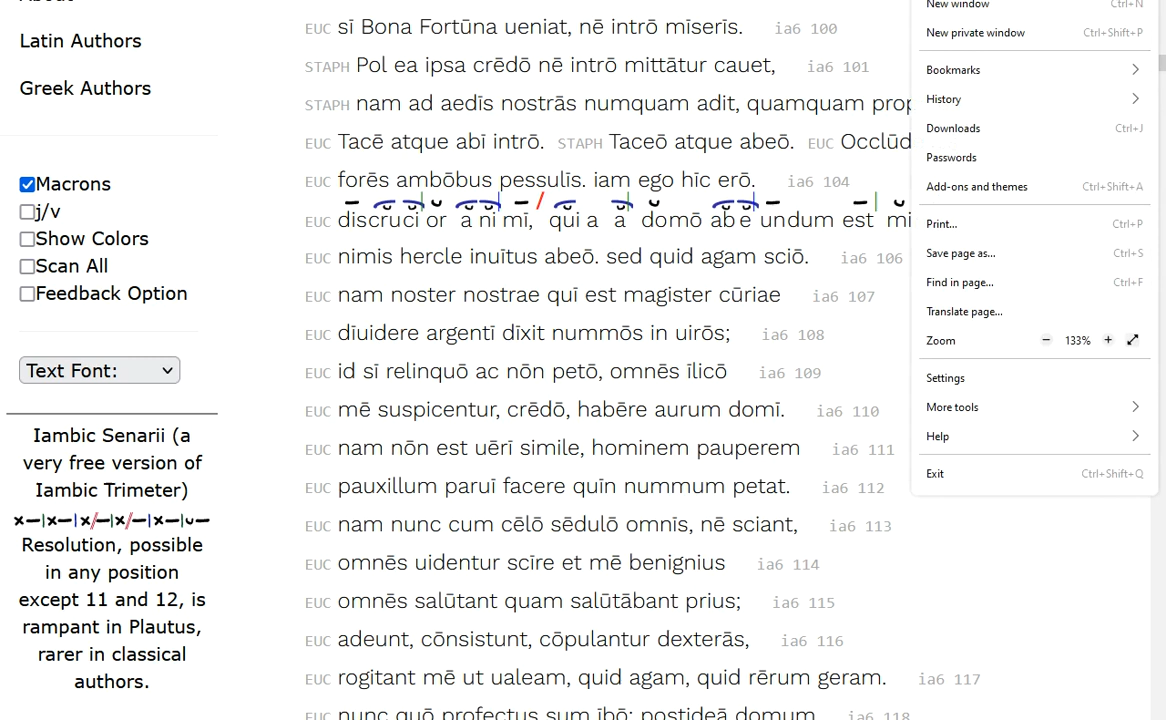 About
Latin Authors
Greek Authors
Macrons
j/v
Show Colors
Scan All
Feedback Option
Text Font:
Iambic Senarii (a
very free version of
Iambic Trimeter)
Resolution, possible
in any position
except 11 and 12, is
rampant in Plautus,
rarer in classical
authors.
EUC sī Bona Fortūna ueniat, nē intrō mīserīs. ia6 100
STAPH Pol ea ipsa crēdō nē intrō mittātur cauet, ia6 101
STAPH nam ad aedīs nostrās numquam adit, quamquam prop
EUC Tacē atque abī intrō. STAPH Taceō atque abeō. EUC Occlūd
EUC forēs ambōbus pessulīs. iam ego hīc erō. ia6 104
EUC discruci or a ni mī, qui a a domō ab e undum est mi
EUC nimis hercle inuītus abeō. sed quid agam sciō. ia6 106
EUC nam noster nostrae quī est magister cūriae ia6 107
EUC dīuidere argentī dīxit nummōs in uirōs; ia6 108
EUC id sī relinquō ac nōn petō, omnēs īlicō ia6 109
EUC mē suspicentur, crēdō, habēre aurum domī. ia6 110
EUC nam nōn est uērī simile, hominem pauperem ia6 111
EUC pauxillum paruī facere quīn nummum petat. ia6 112
EUC nam nunc cum cēlō sēdulō omnīs, nē sciant, ia6 113
EUC omnēs uidentur scīre et mē benignius ia6 114
EUC omnēs salūtant quam salūtābant prius; ia6 115
EUC adeunt, cōnsistunt, cōpulantur dexterās, ia6 116
EUC rogitant mē ut ualeam, quid agam, quid rērum geram. ia6 117
EUC nunc quō profectus sum ībō; postideā domum ia6 118
New window Ctrl+N
New private window Ctrl+Shift+P
Bookmarks
History
Downloads Ctrl+J
Passwords
Add-ons and themes Ctrl+Shift+A
Print... Ctrl+P
Save page as... Ctrl+S
Find in page... Ctrl+F
Translate page...
Zoom − 133% +
Settings
More tools
Help
Exit Ctrl+Shift+Q